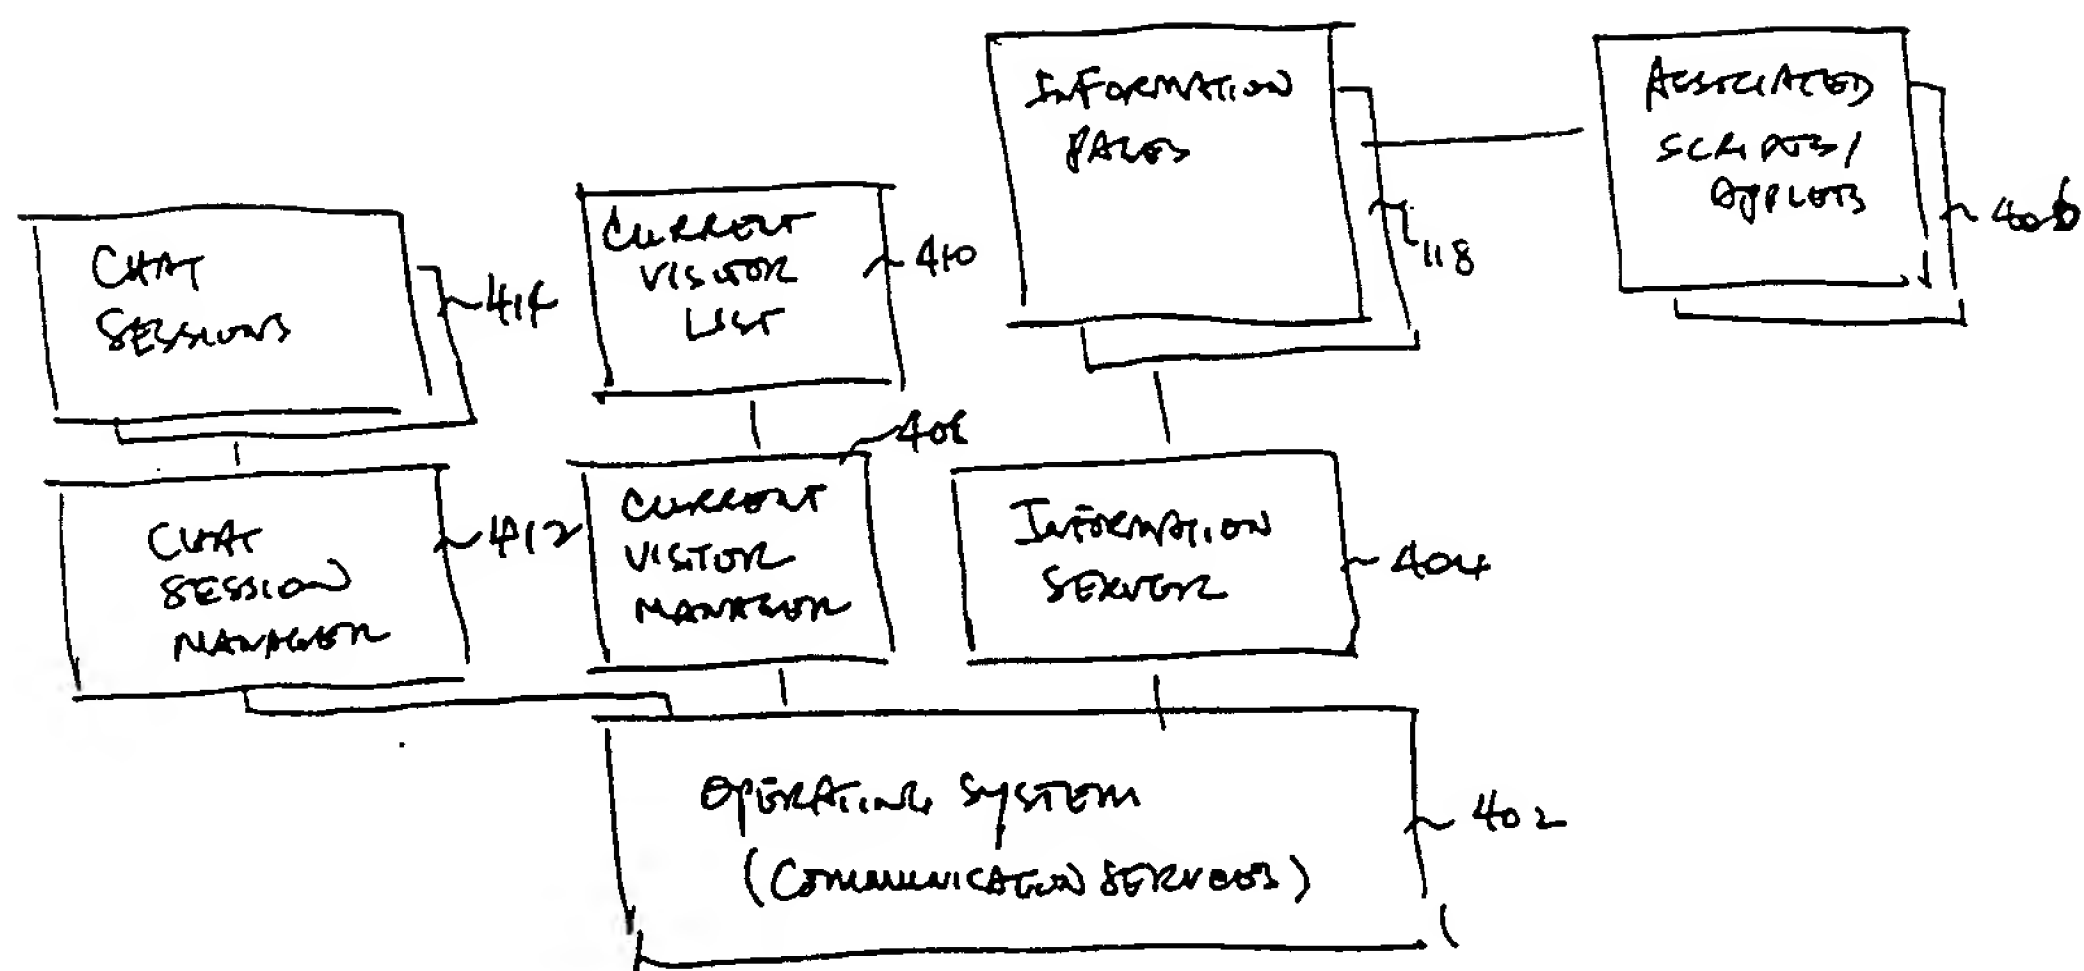 INFORMATION
PAGES
118
ASSOCIATED
SCRIPTS/
APPLETS
406
CHAT
SESSIONS
414
CURRENT
VISITOR
LIST
410
CHAT
SESSION
MANAGER
412
408
CURRENT
VISITOR
MANAGER
INFORMATION
SERVER
404
OPERATING SYSTEM
(COMMUNICATION SERVICES)
402